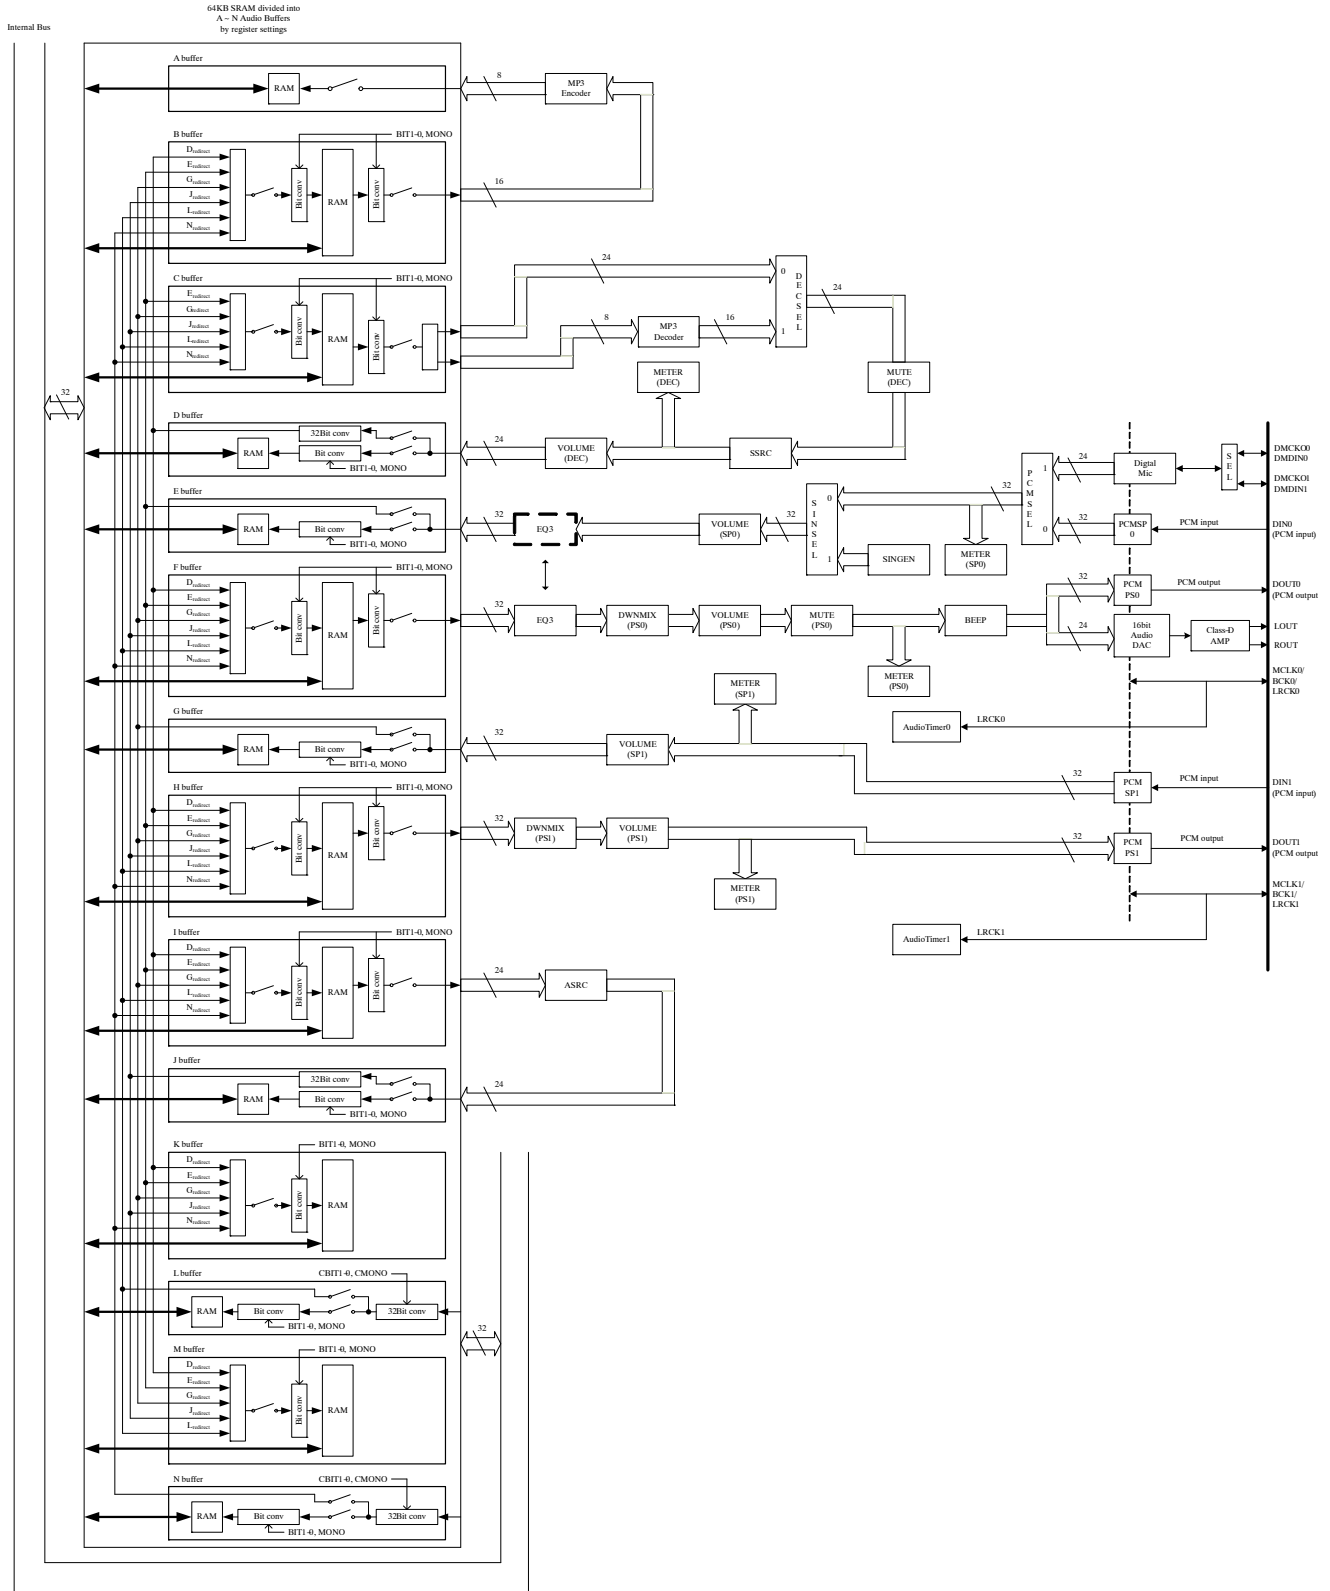 64KB SRAM divided into
A ~ N Audio Buffers
by register settings
Internal Bus
32
A buffer
RAM
8
MP3
Encoder
B buffer
BIT1-0, MONO
Dredirect
Eredirect
Gredirect
Jredirect
Lredirect
Nredirect
Bit conv
RAM
Bit conv
16
C buffer
BIT1-0, MONO
Eredirect
Gredirect
Jredirect
Lredirect
Nredirect
Bit conv
RAM
Bit conv
24
8
MP3
Decoder
16
0
DECSEL
1
24
MUTE
(DEC)
METER
(DEC)
D buffer
32Bit conv
RAM
Bit conv
BIT1-0, MONO
24
VOLUME
(DEC)
SSRC
E buffer
RAM
Bit conv
BIT1-0, MONO
32
EQ3
VOLUME
(SP0)
32
SINSEL
0
1
SINGEN
32
METER
(SP0)
PCMSEL
1
0
24
Digtal
Mic
SEL
DMCKO0
DMDIN0
DMCKO1
DMDIN1
32
PCMSP
0
PCM input
DIN0
(PCM input)
F buffer
BIT1-0, MONO
Dredirect
Eredirect
Gredirect
Jredirect
Lredirect
Nredirect
Bit conv
RAM
Bit conv
32
EQ3
DWNMIX
(PS0)
VOLUME
(PS0)
MUTE
(PS0)
METER
(PS0)
BEEP
32
PCM
PS0
PCM output
DOUT0
(PCM output
24
16bit
Audio
DAC
Class-D
AMP
LOUT
ROUT
MCLK0/
BCK0/
LRCK0
AudioTimer0
LRCK0
G buffer
RAM
Bit conv
BIT1-0, MONO
32
VOLUME
(SP1)
METER
(SP1)
32
PCM
SP1
PCM input
DIN1
(PCM input)
H buffer
BIT1-0, MONO
Dredirect
Eredirect
Gredirect
Jredirect
Lredirect
Nredirect
Bit conv
RAM
Bit conv
32
DWNMIX
(PS1)
VOLUME
(PS1)
METER
(PS1)
32
PCM
PS1
PCM output
DOUT1
(PCM output
MCLK1/
BCK1/
LRCK1
AudioTimer1
LRCK1
I buffer
BIT1-0, MONO
Dredirect
Eredirect
Gredirect
Lredirect
Nredirect
Bit conv
RAM
Bit conv
24
ASRC
J buffer
32Bit conv
RAM
Bit conv
BIT1-0, MONO
24
K buffer
BIT1-0, MONO
Dredirect
Eredirect
Gredirect
Jredirect
Nredirect
Bit conv
RAM
L buffer
CBIT1-0, CMONO
RAM
Bit conv
32Bit conv
BIT1-0, MONO
32
M buffer
BIT1-0, MONO
Dredirect
Eredirect
Gredirect
Jredirect
Lredirect
Bit conv
RAM
N buffer
CBIT1-0, CMONO
RAM
Bit conv
32Bit conv
BIT1-0, MONO